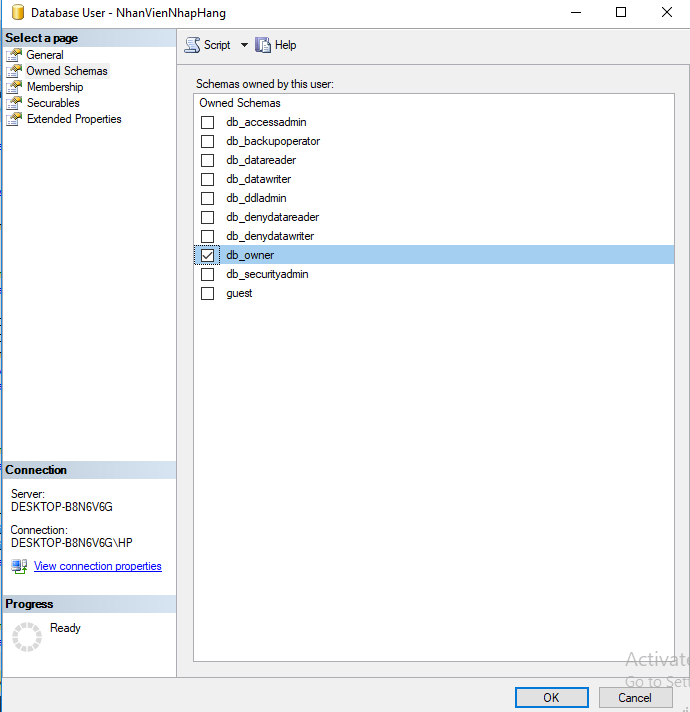 Database User - NhanVienNhapHang
Select a page
General
Owned Schemas
Membership
Securables
Extended Properties
Script
Help
Schemas owned by this user:
Owned Schemas
db_accessadmin
db_backupoperator
db_datareader
db_datawriter
db_ddladmin
db_denydatareader
db_denydatawriter
db_owner
db_securityadmin
guest
Connection
Server:
DESKTOP-B8N6V6G
Connection:
DESKTOP-B8N6V6G\HP
View connection properties
Progress
Ready
Activate
Go to Set
OK
Cancel